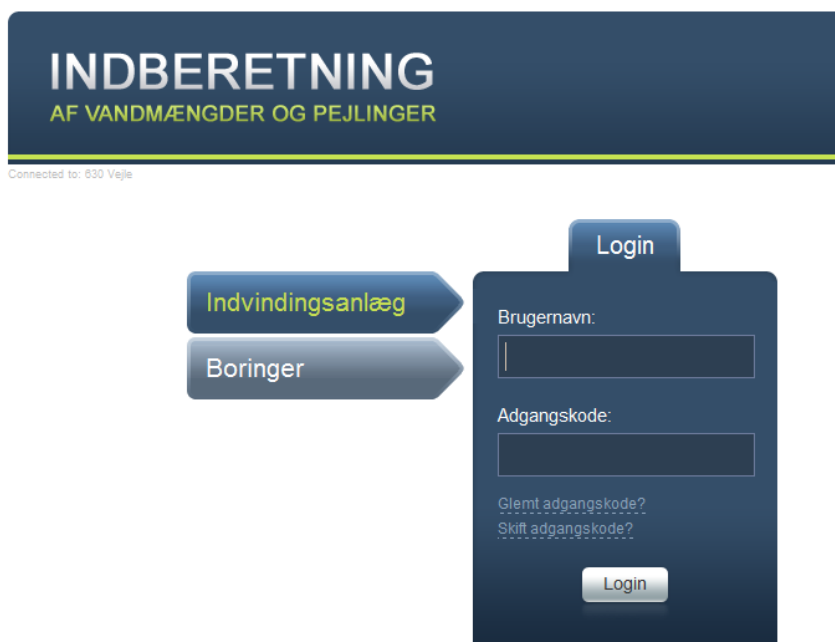 INDBERETNING
AF VANDMÆNGDER OG PEJLINGER
Connected to: 630 Vejle
Login
Indvindingsanlæg
Boringer
Brugernavn:
Adgangskode:
Glemt adgangskode?
Skift adgangskode?
Login